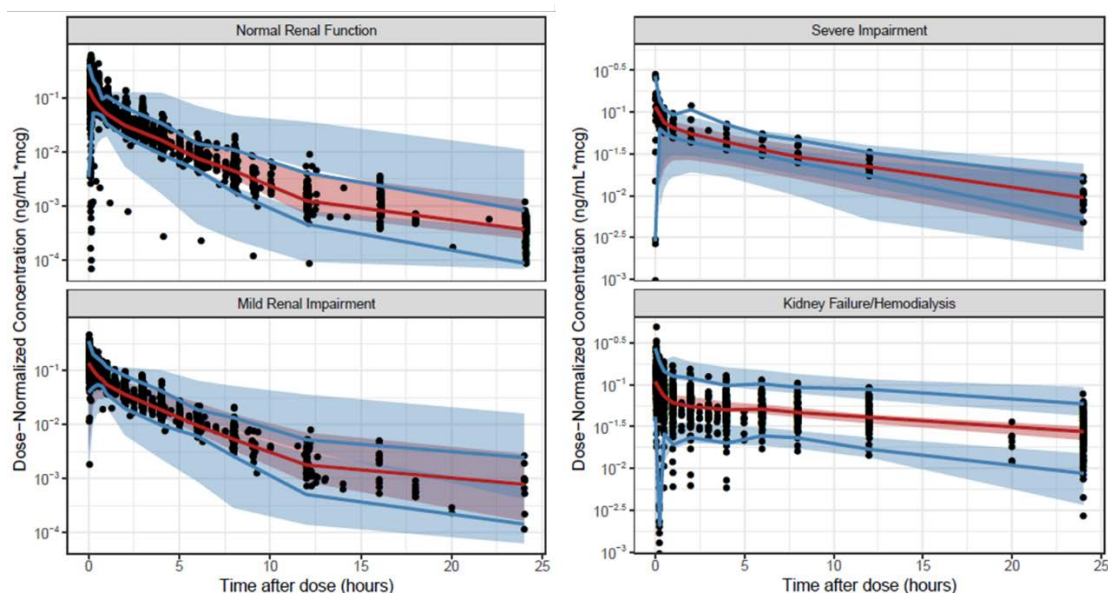 Normal Renal Function
Severe Impairment
Dose-Normalized Concentration (ng/mL*mcg)
10⁻¹
10⁻²
10⁻³
10⁻⁴
Mild Renal Impairment
10⁻¹
10⁻²
10⁻³
10⁻⁴
0 5 10 15 20 25
Time after dose (hours)
Dose-Normalized Concentration (ng/mL*mcg)
10⁻⁰·⁵
10⁻¹
10⁻¹·⁵
10⁻²
10⁻²·⁵
10⁻³
Kidney Failure/Hemodialysis
10⁻⁰·⁵
10⁻¹
10⁻¹·⁵
10⁻²
10⁻²·⁵
10⁻³
0 5 10 15 20 25
Time after dose (hours)